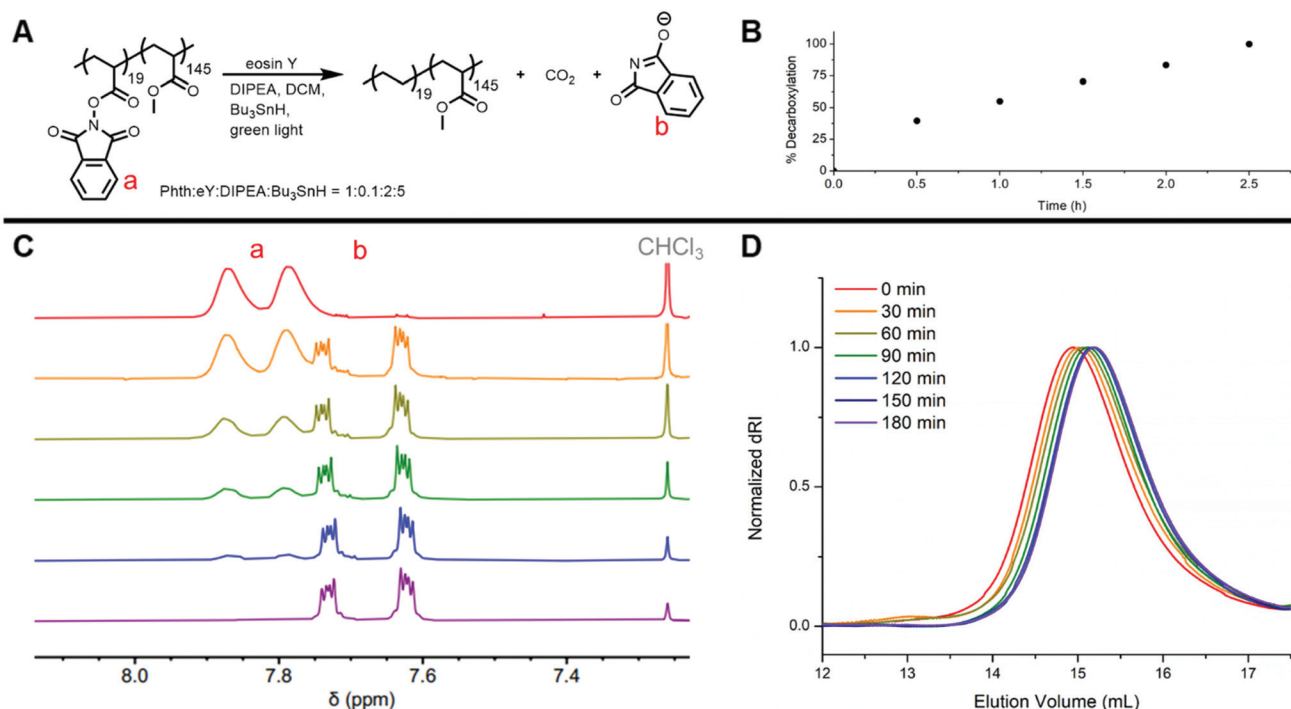 A
19
145
O
O
O
O
N
O
O
a
eosin Y
DIPEA, DCM,
Bu₃SnH,
green light
19
145
O
O
+ CO₂ +
⊖
O
N
O
b
Phth:eY:DIPEA:Bu₃SnH = 1:0.1:2:5
B
% Decarboxylation
100
75
50
25
0
0.0 0.5 1.0 1.5 2.0 2.5
Time (h)
C
a b CHCl₃
8.0 7.8 7.6 7.4
δ (ppm)
D
0 min
30 min
60 min
90 min
120 min
150 min
180 min
Normalized dRI
1.0
0.5
0.0
12 13 14 15 16 17
Elution Volume (mL)